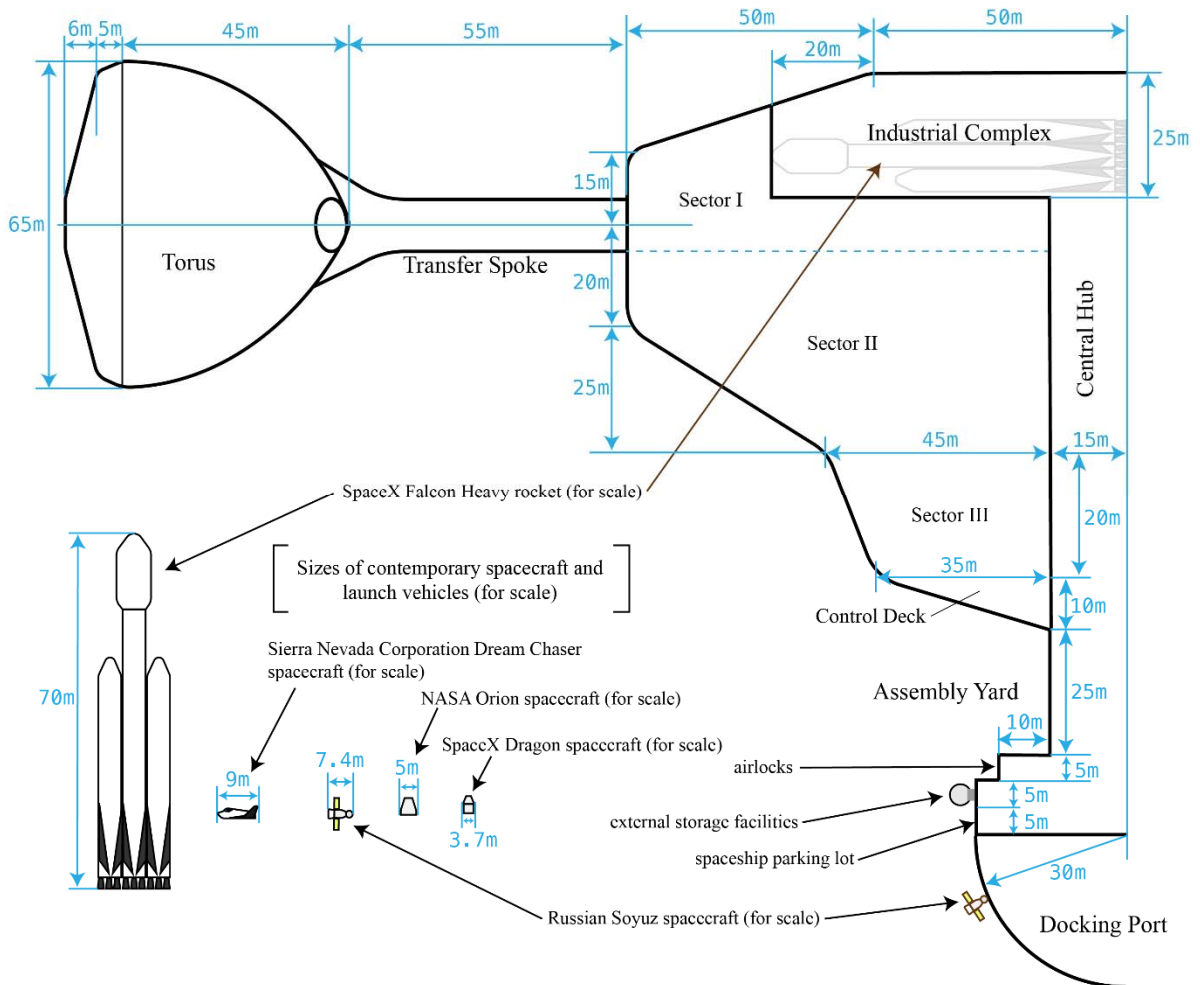 6m
5m
45m
55m
50m
50m
20m
Industrial Complex
25m
15m
Sector I
65m
Torus
Transfer Spoke
20m
Sector II
Central Hub
25m
45m
15m
SpaceX Falcon Heavy rocket (for scale)
Sector III
20m
Sizes of contemporary spacecraft and
launch vehicles (for scale)
35m
Control Deck
10m
Sierra Nevada Corporation Dream Chaser
spacecraft (for scale)
70m
NASA Orion spacecraft (for scale)
Assembly Yard
25m
10m
SpaceX Dragon spacecraft (for scale)
9m
7.4m
5m
3.7m
airlocks
5m
5m
external storage facilities
5m
spaceship parking lot
30m
Russian Soyuz spacecraft (for scale)
Docking Port